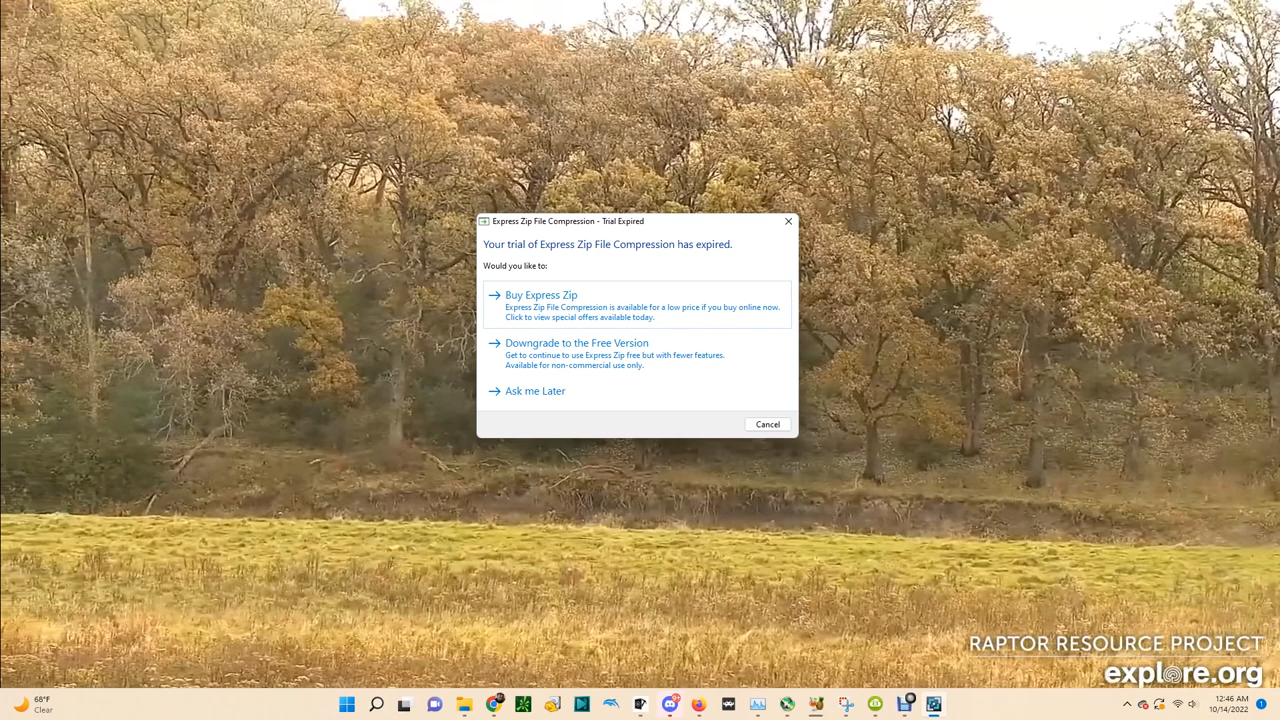 Express Zip File Compression - Trial Expired
Your trial of Express Zip File Compression has expired.
Would you like to:
Buy Express Zip
Express Zip File Compression is available for a low price if you buy online now.
Click to view special offers available today.
Downgrade to the Free Version
Get to continue to use Express Zip free but with fewer features.
Available for non-commercial use only.
Ask me Later
Cancel
RAPTOR RESOURCE PROJECT
explore.org
68°F
Clear
12:46 AM
10/14/2022